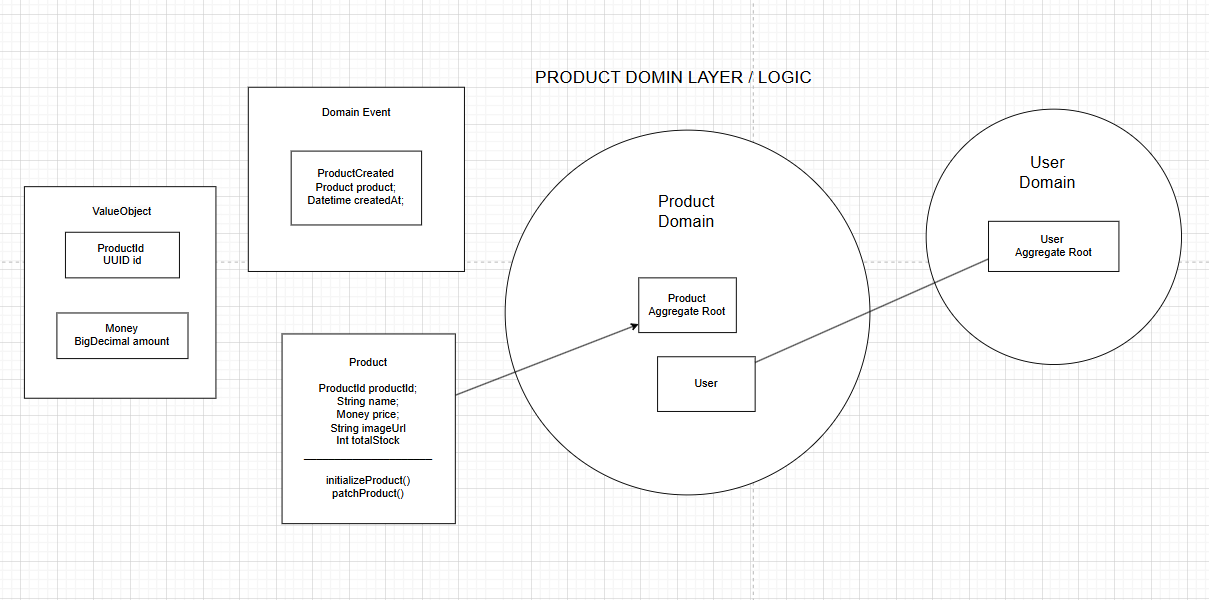 PRODUCT DOMIN LAYER / LOGIC
ValueObject
ProductId
UUID id
Money
BigDecimal amount
Domain Event
ProductCreated
Product product;
Datetime createdAt;
Product
ProductId productId;
String name;
Money price;
String imageUrl
Int totalStock
initializeProduct()
patchProduct()
Product
Domain
Product
Aggregate Root
User
User
Domain
User
Aggregate Root